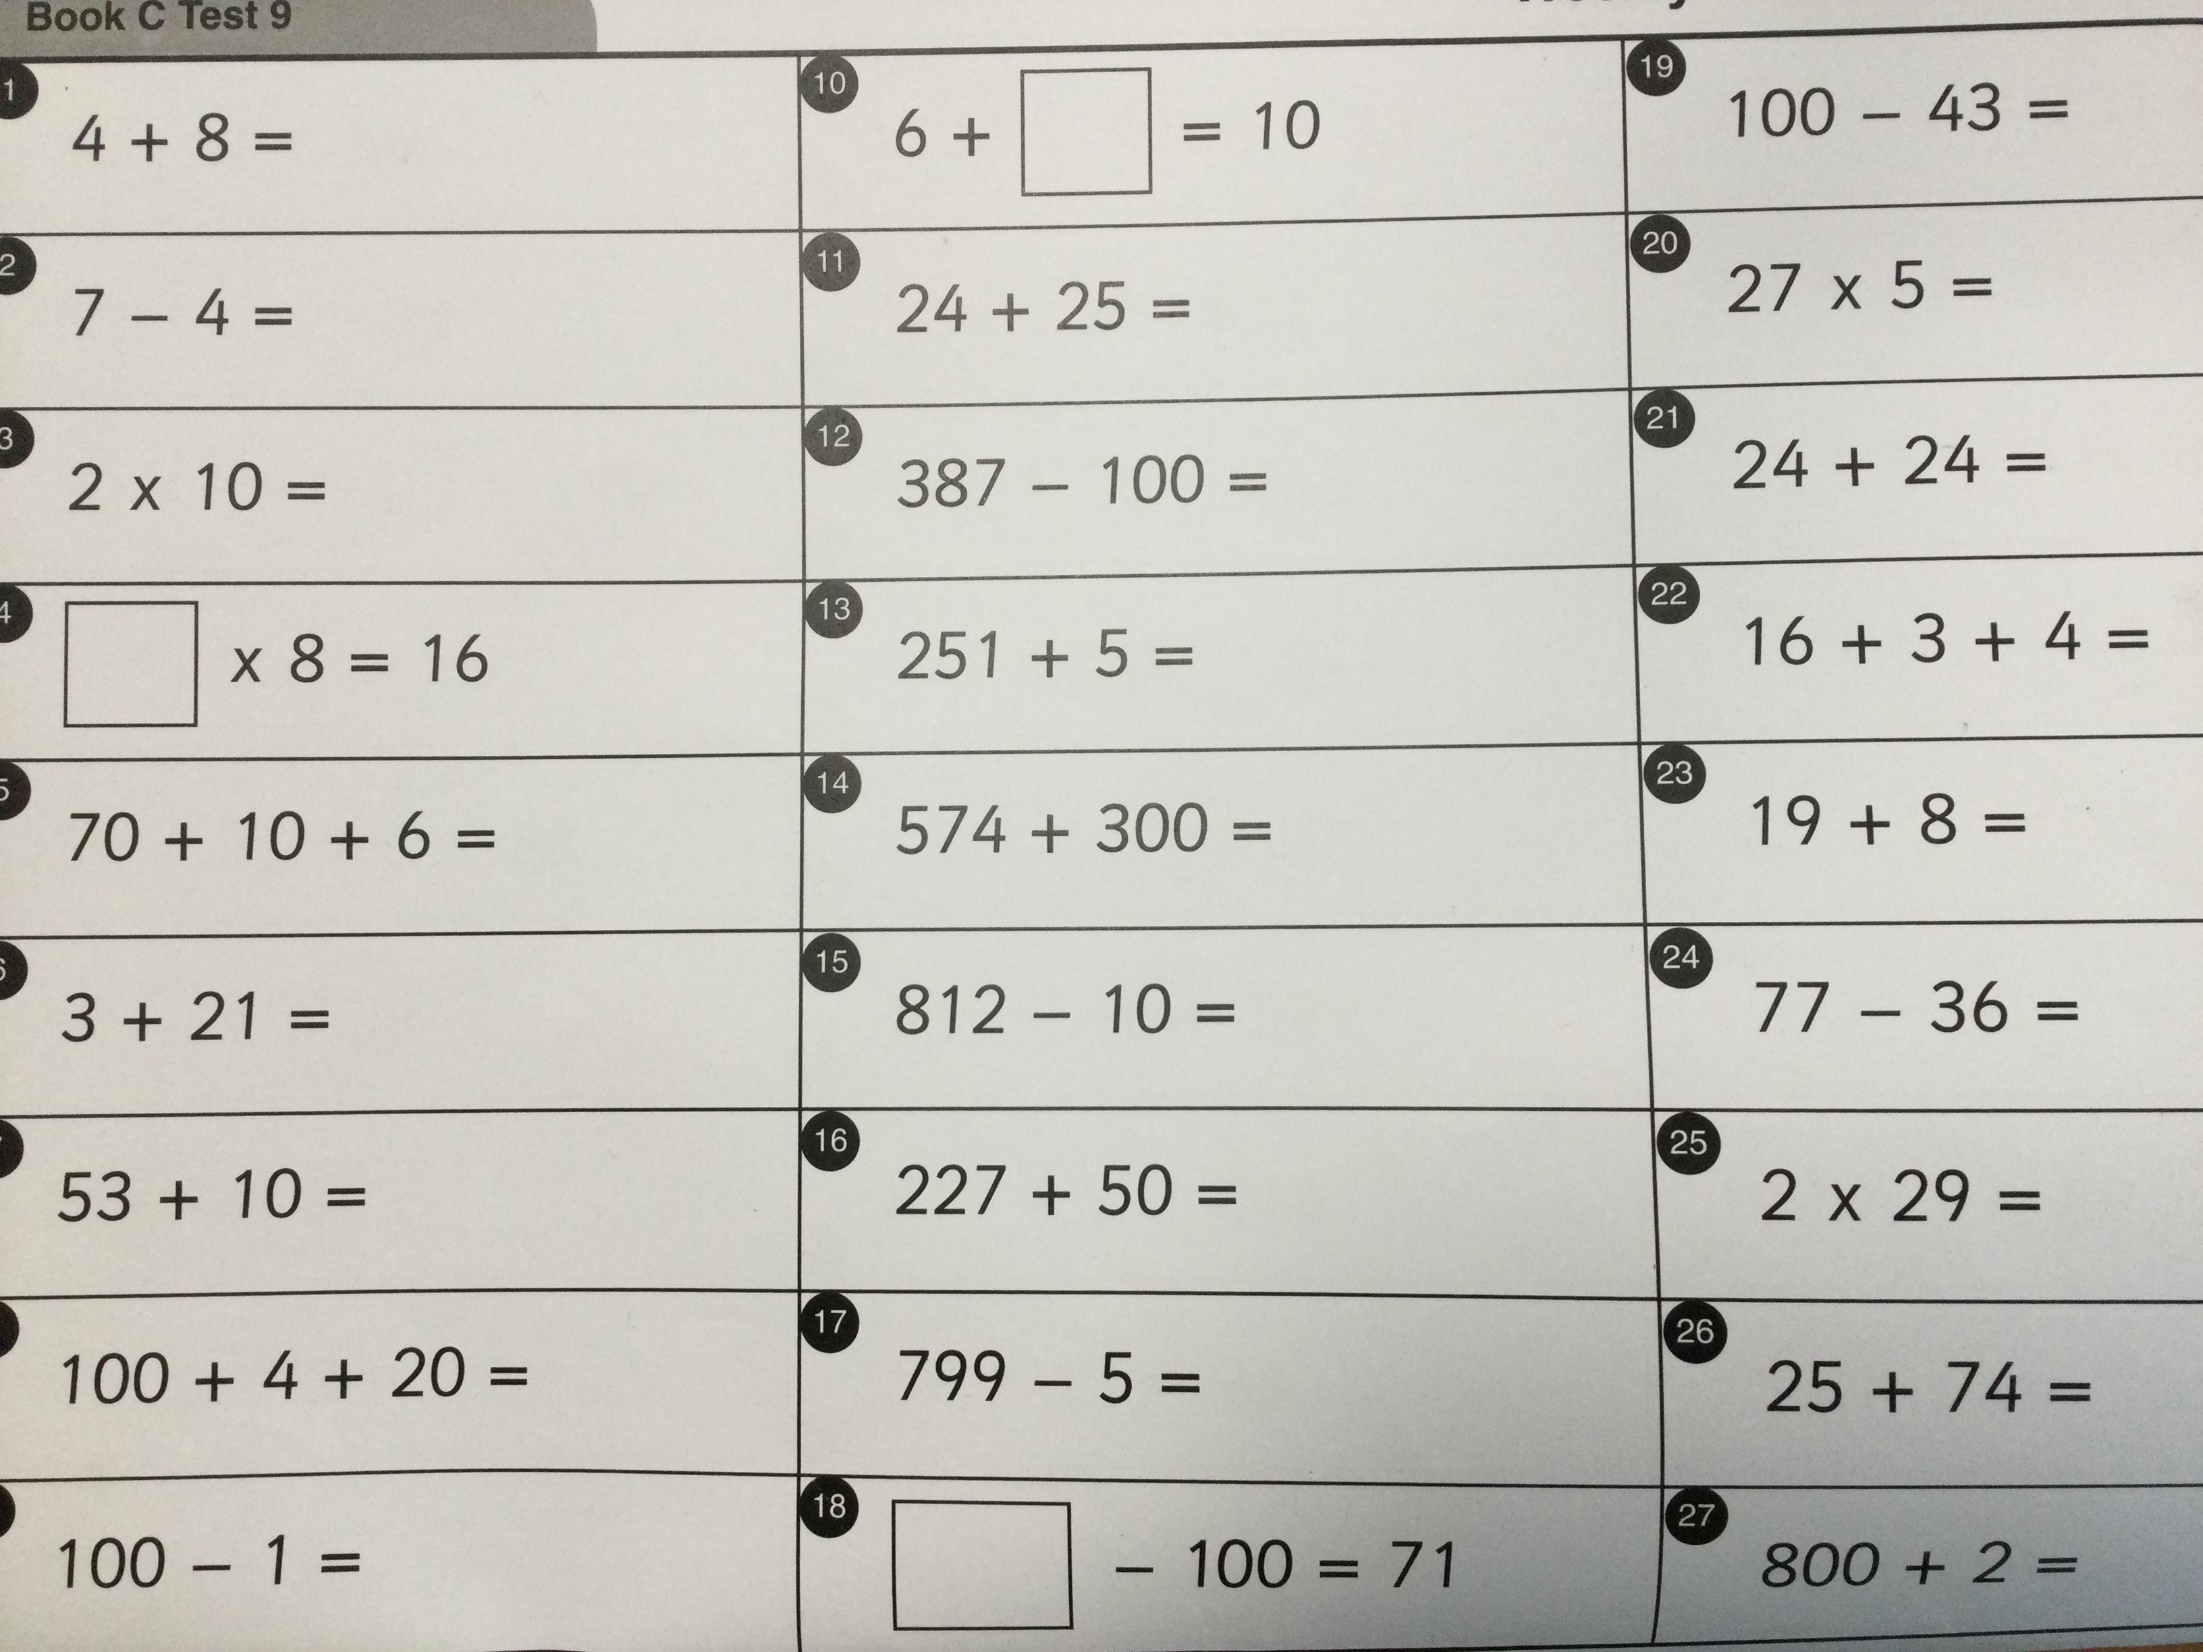 Book C Test 9
1
4 + 8 =
2
7 – 4 =
3
2 x 10 =
4
x 8 = 16
5
70 + 10 + 6 =
6
3 + 21 =
53 + 10 =
100 + 4 + 20 =
100 – 1 =
10
6 + = 10
11
24 + 25 =
12
387 – 100 =
13
251 + 5 =
14
574 + 300 =
15
812 – 10 =
16
227 + 50 =
17
799 – 5 =
18
– 100 = 71
19
100 – 43 =
20
27 x 5 =
21
24 + 24 =
22
16 + 3 + 4 =
23
19 + 8 =
24
77 – 36 =
25
2 x 29 =
26
25 + 74 =
27
800 + 2 =